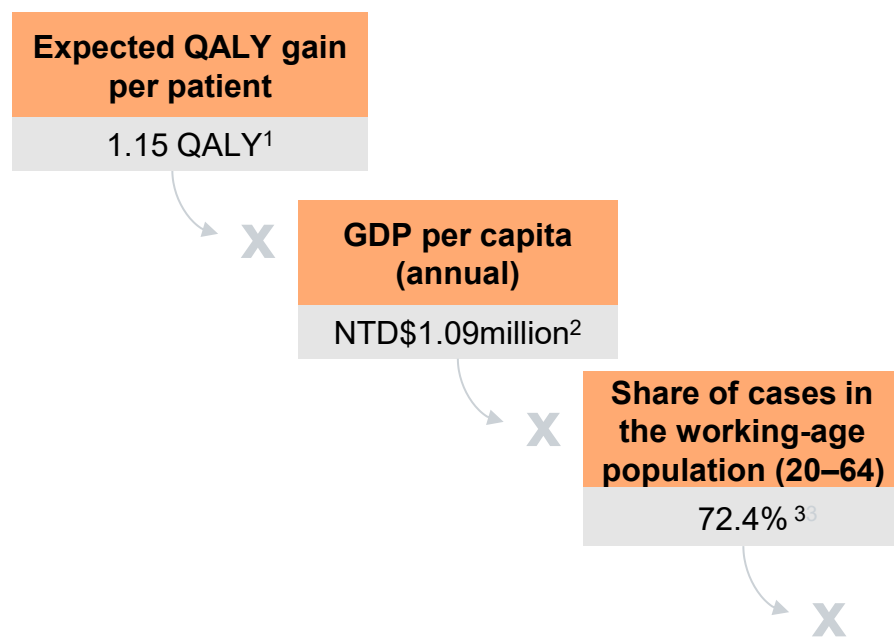 Expected QALY gain
per patient
1.15 QALY¹
X
GDP per capita
(annual)
NTD$1.09million²
X
Share of cases in
the working-age
population (20–64)
72.4% ³3
X